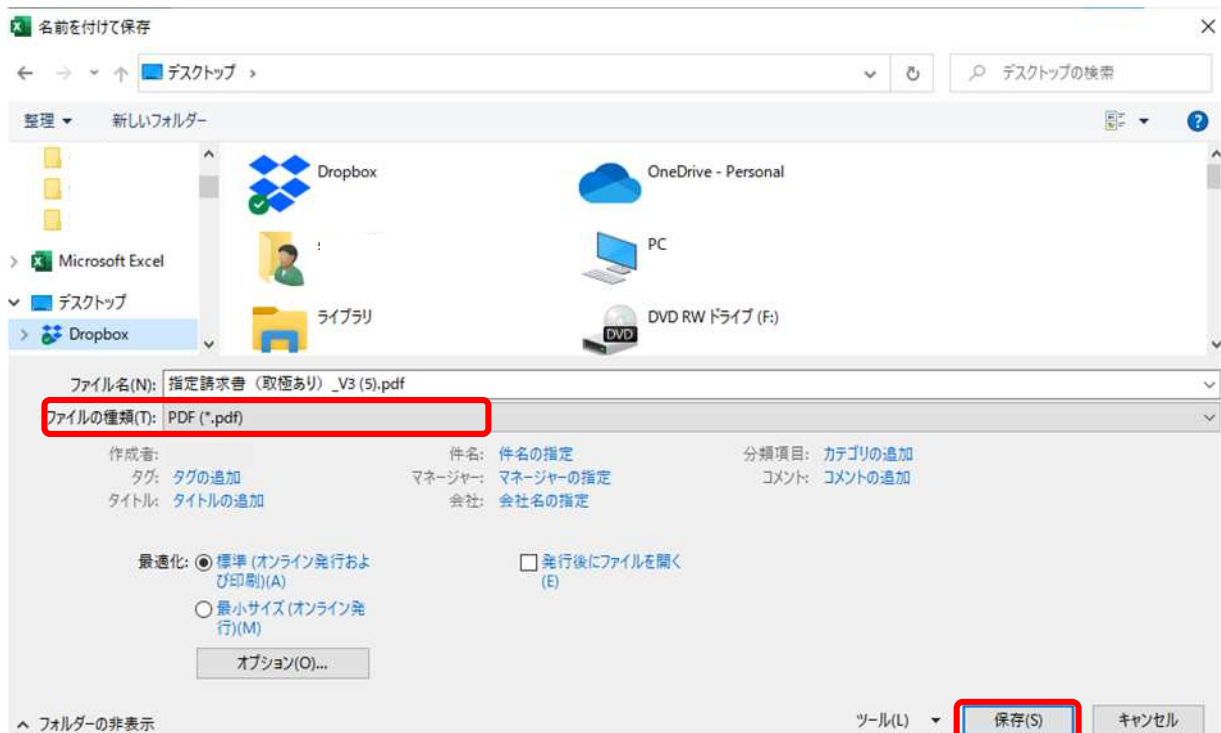 名前を付けて保存
デスクトップ
デスクトップの検索
整理
新しいフォルダー
Dropbox
OneDrive - Personal
Microsoft Excel
PC
デスクトップ
ライブラリ
DVD RW ドライブ (F:)
DVD
Dropbox
ファイル名(N): 指定請求書（取極あり）_V3 (5).pdf
ファイルの種類(T): PDF (*.pdf)
作成者:
件名: 件名の指定
分類項目: カテゴリの追加
タグ: タグの追加
マネージャー: マネージャーの指定
コメント: コメントの追加
タイトル: タイトルの追加
会社: 会社名の指定
最適化: 標準 (オンライン発行およ
び印刷)(A)
発行後にファイルを開く
(E)
最小サイズ (オンライン発
行)(M)
オプション(O)...
フォルダーの非表示
ツール(L)
保存(S)
キャンセル